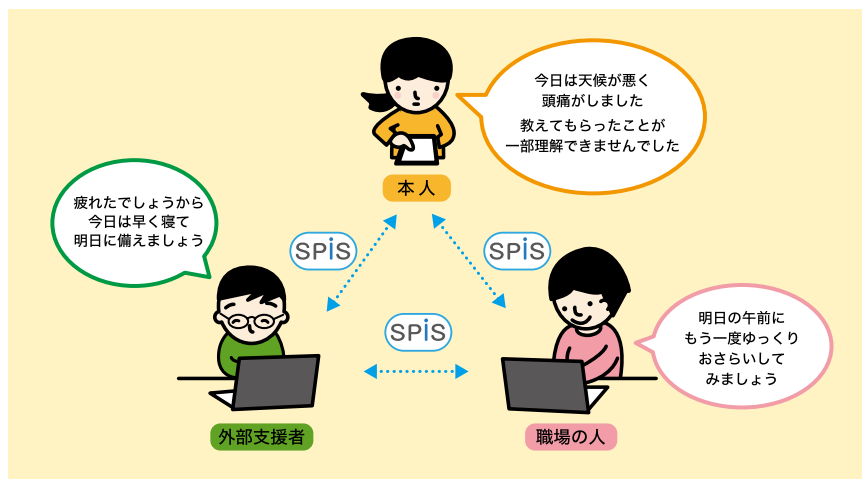 今日は天候が悪く
頭痛がしました
教えてもらったことが
一部理解できませんでした
本人
疲れたでしょうから
今日は早く寝て
明日に備えましょう
SPiS
SPiS
SPiS
明日の午前に
もう一度ゆっくり
おさらいして
みましょう
外部支援者
職場の人